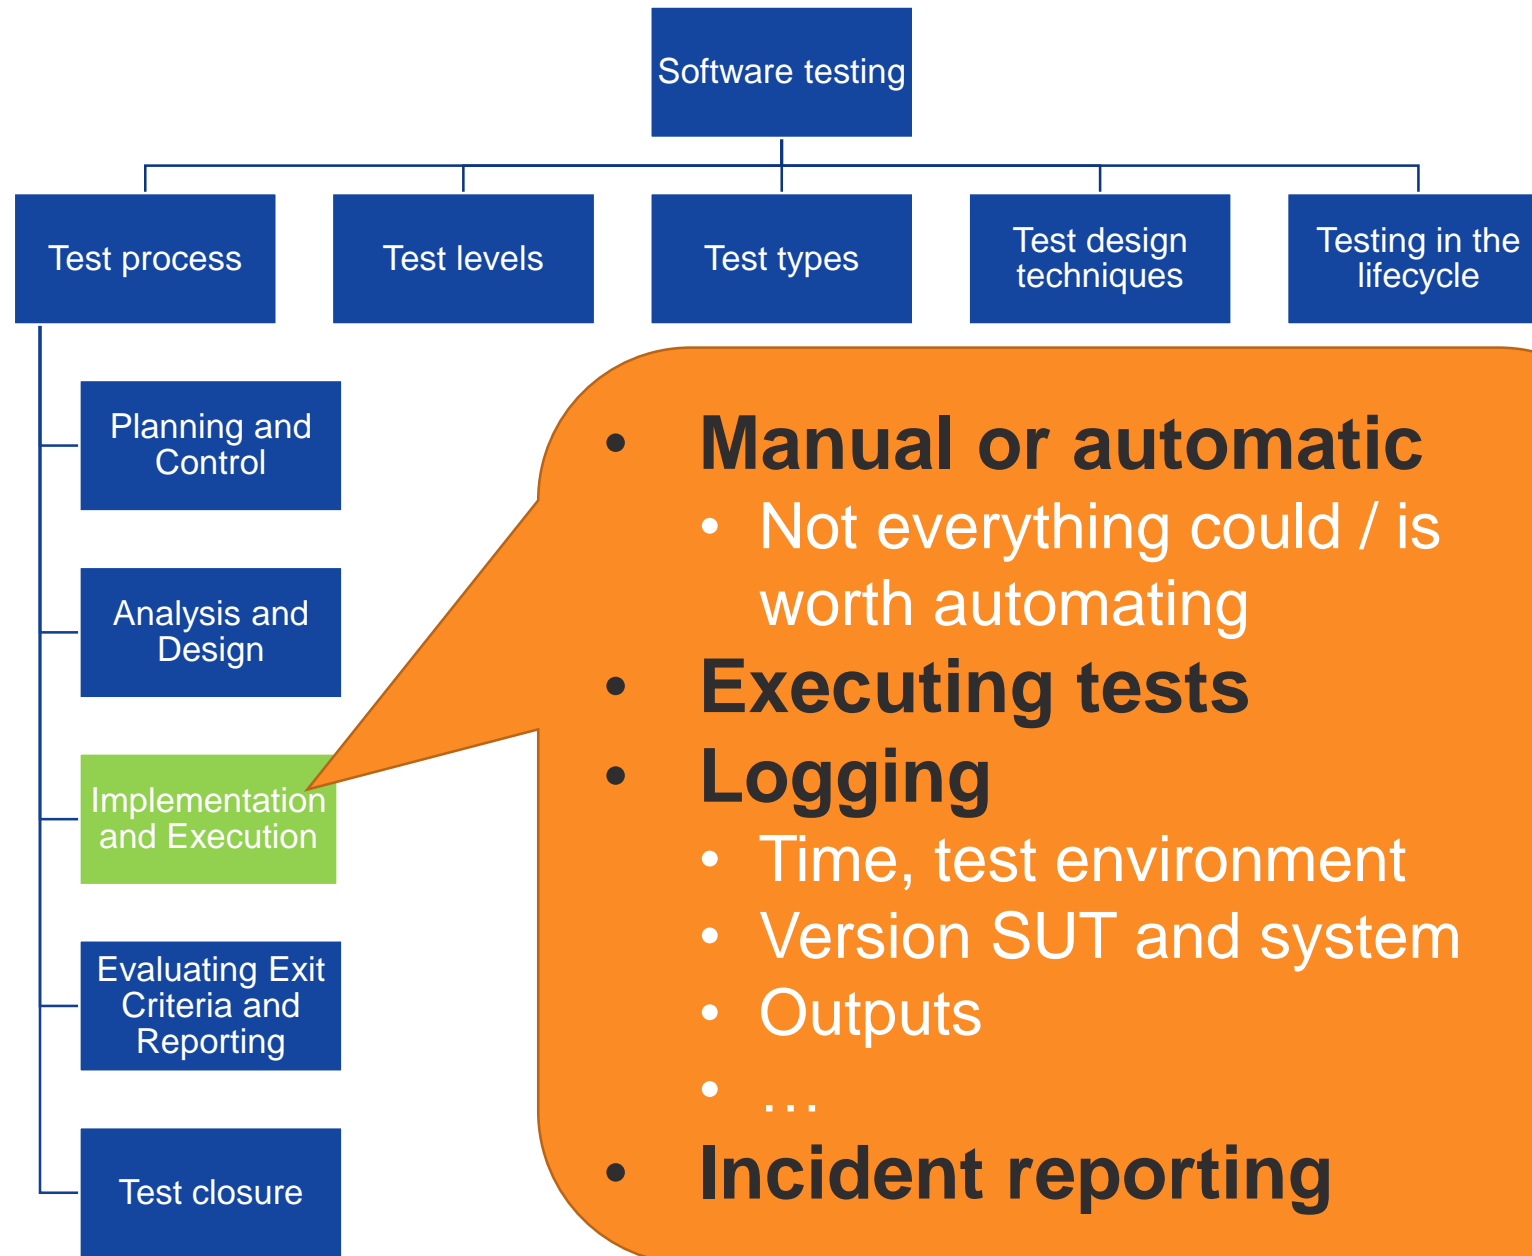 Software testing
Test process
Test levels
Test types
Test design
techniques
Testing in the
lifecycle
Planning and
Control
Analysis and
Design
Implementation
and Execution
Evaluating Exit
Criteria and
Reporting
Test closure
• Manual or automatic
• Not everything could / is
worth automating
• Executing tests
• Logging
• Time, test environment
• Version SUT and system
• Outputs
• …
• Incident reporting